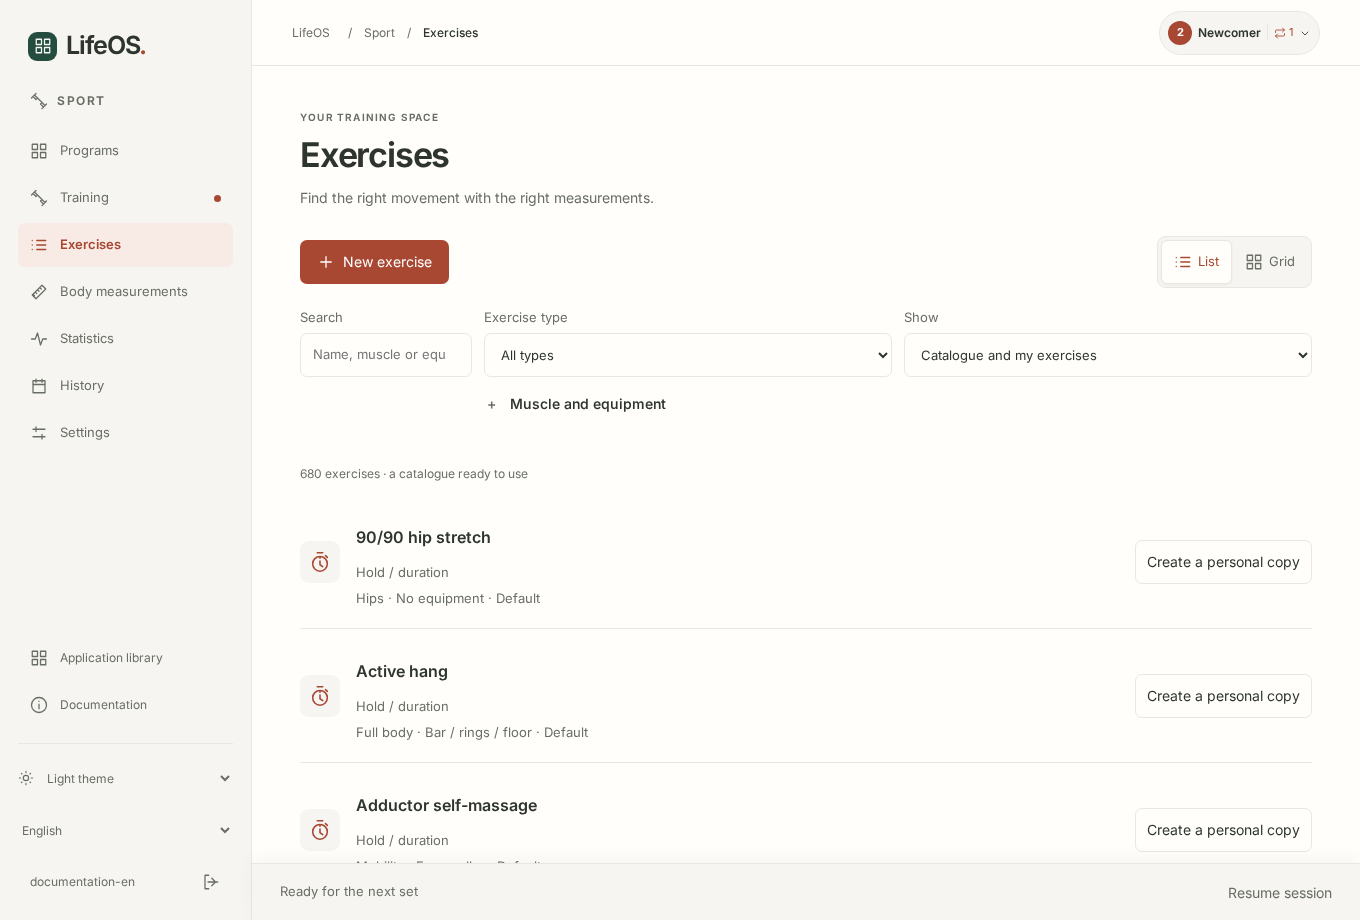 LifeOS.
SPORT
Programs
Training
Exercises
Body measurements
Statistics
History
Settings
Application library
Documentation
Light theme
English
documentation-en
LifeOS / Sport / Exercises
2 Newcomer 1
YOUR TRAINING SPACE
Exercises
Find the right movement with the right measurements.
New exercise
List Grid
Search
Name, muscle or equ
Exercise type
All types
Show
Catalogue and my exercises
+ Muscle and equipment
680 exercises · a catalogue ready to use
90/90 hip stretch
Hold / duration
Hips · No equipment · Default
Create a personal copy
Active hang
Hold / duration
Full body · Bar / rings / floor · Default
Create a personal copy
Adductor self-massage
Hold / duration
Create a personal copy
Ready for the next set
Resume session